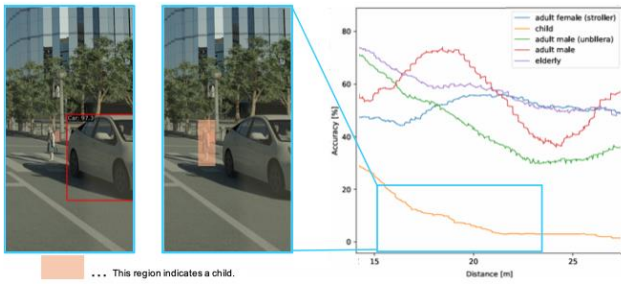 Car: 97.3
This region indicates a child.
adult female (stroller)
child
adult male (unbllera)
adult male
elderly
Accuracy [%]
80
60
40
20
0
15
20
25
Distance [m]